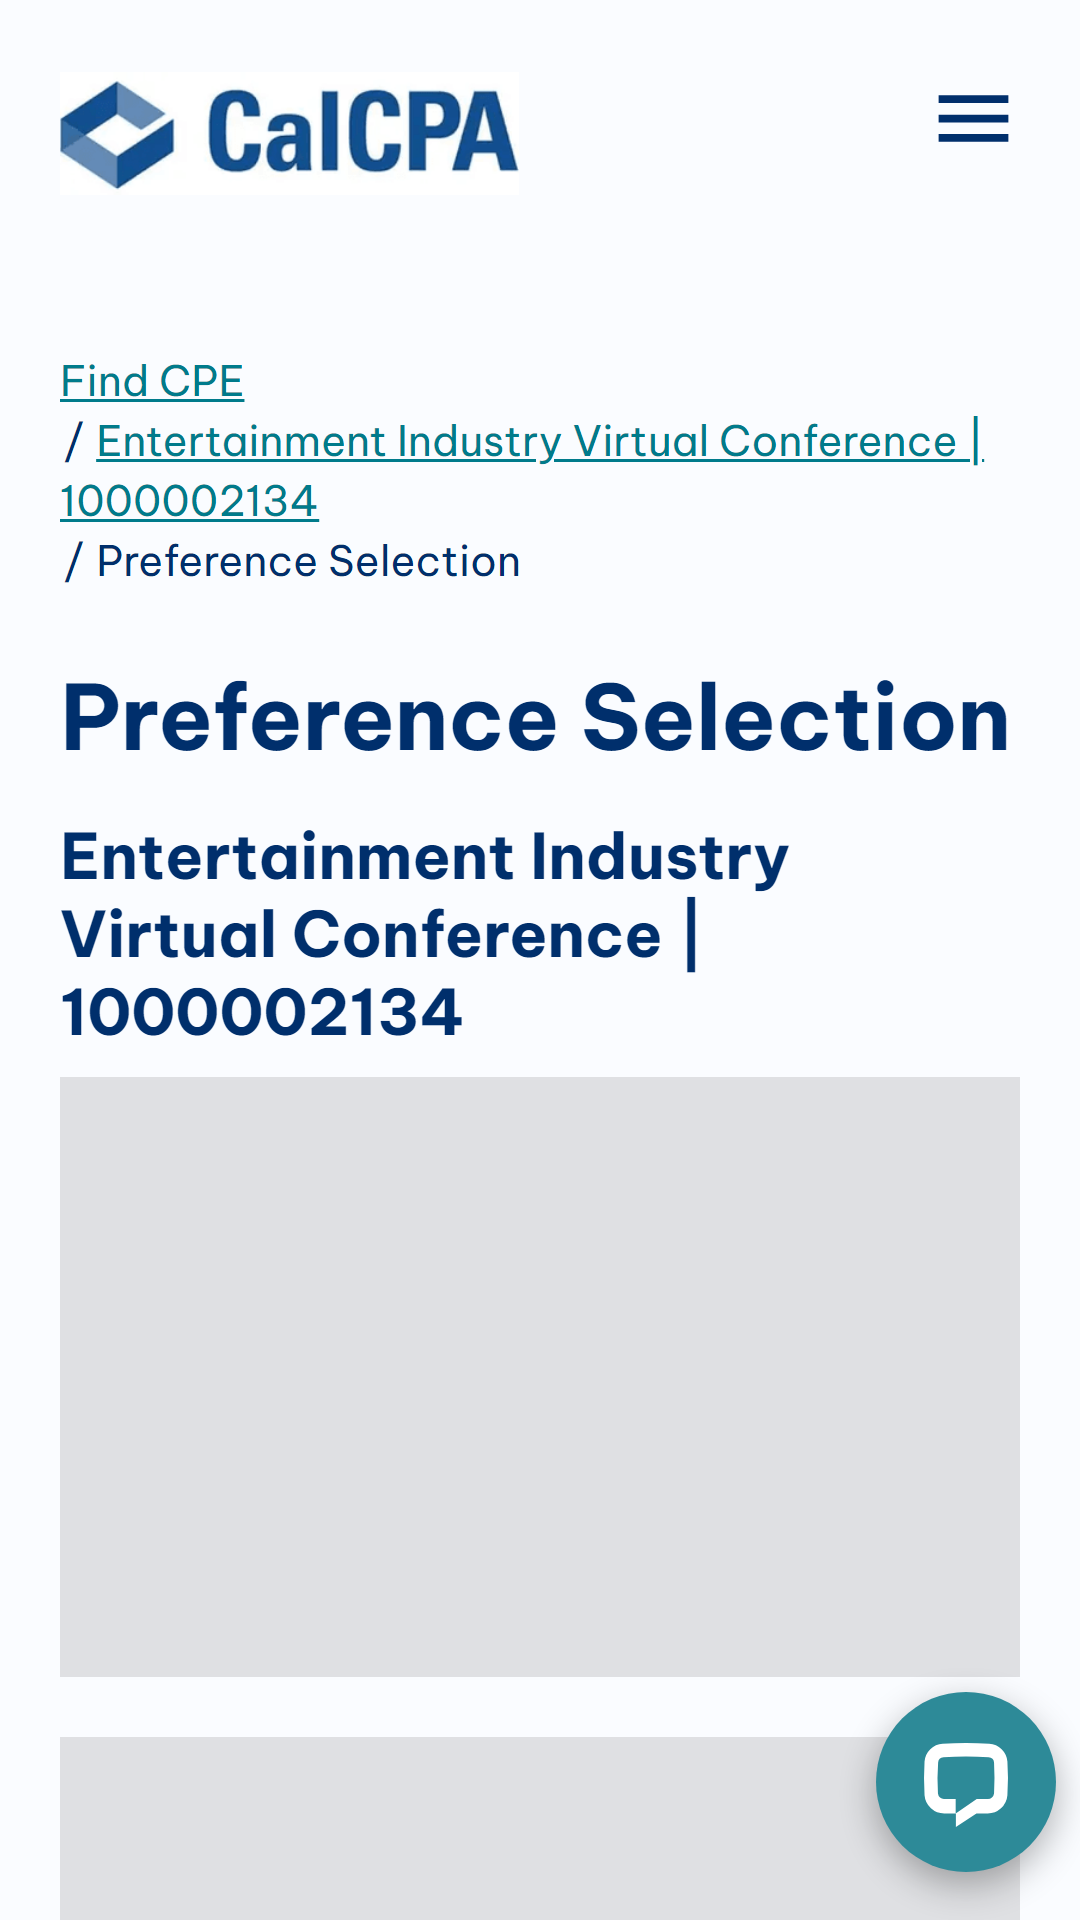 CalCPA
Find CPE
/ Entertainment Industry Virtual Conference |
1000002134
/ Preference Selection
Preference Selection
Entertainment Industry
Virtual Conference |
1000002134